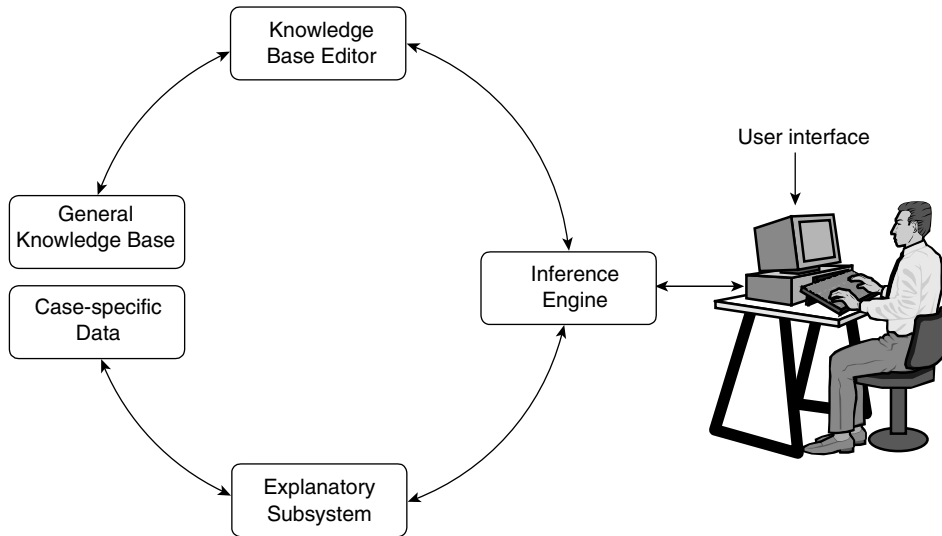 Knowledge
Base Editor
User interface
General
Knowledge Base
Inference
Engine
Case-specific
Data
Explanatory
Subsystem